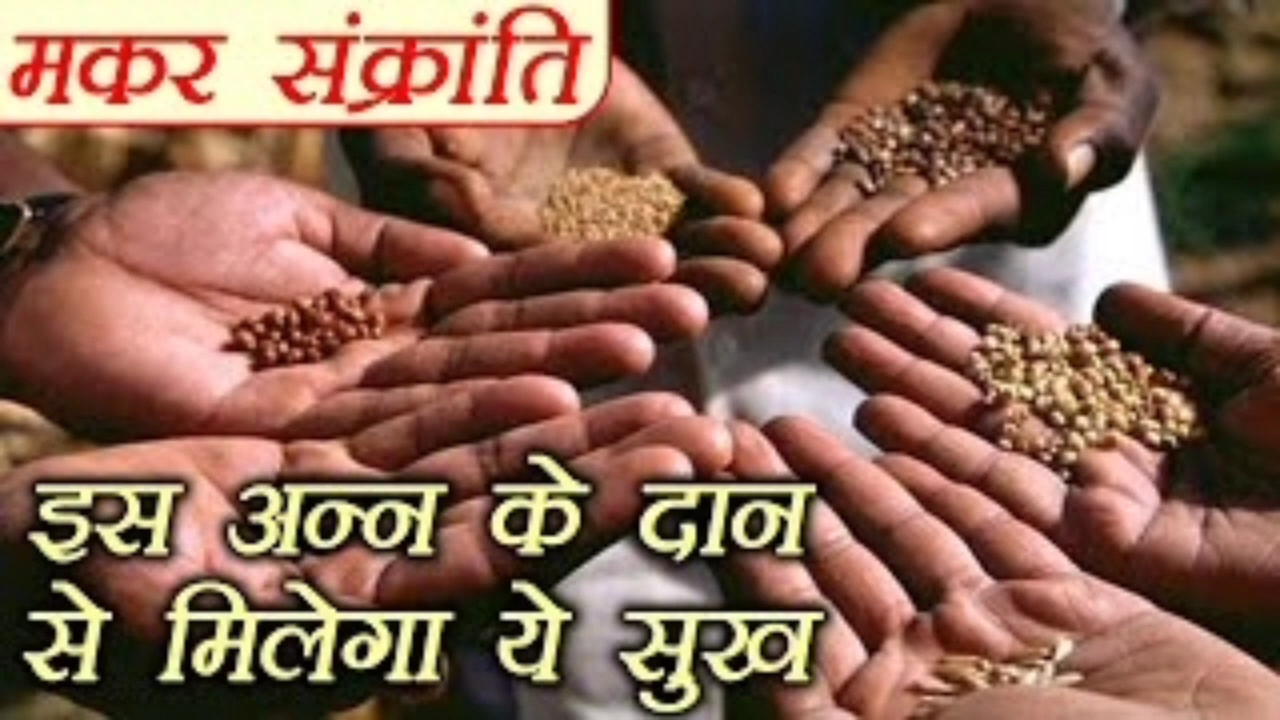 मकर संक्रांति
इस अन्न के दान
से मिलेगा ये सुख